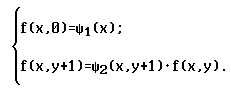 f(x,0)=ψ₁(x);
f(x,y+1)=ψ₂(x,y+1)·f(x,y).